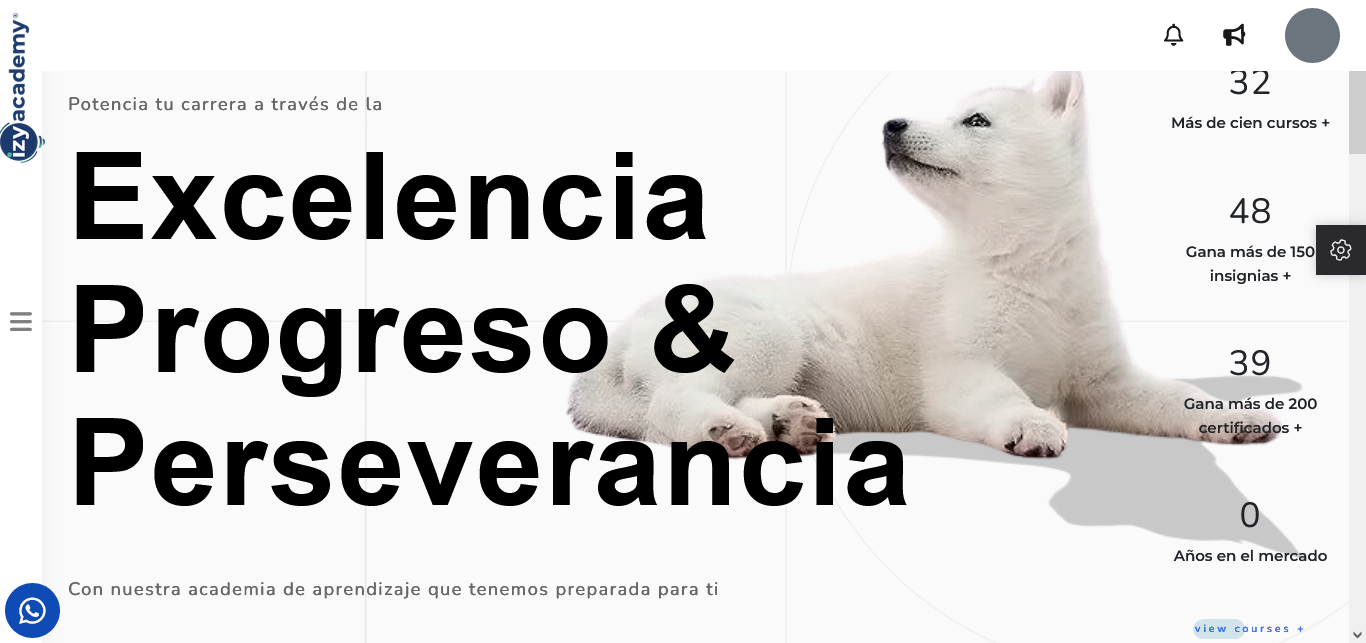 izyacademy®
Potencia tu carrera a través de la
Excelencia
Progreso &
Perseverancia
Con nuestra academia de aprendizaje que tenemos preparada para ti
32
Más de cien cursos +
48
Gana más de 150
insignias +
39
Gana más de 200
certificados +
0
Años en el mercado
view courses +